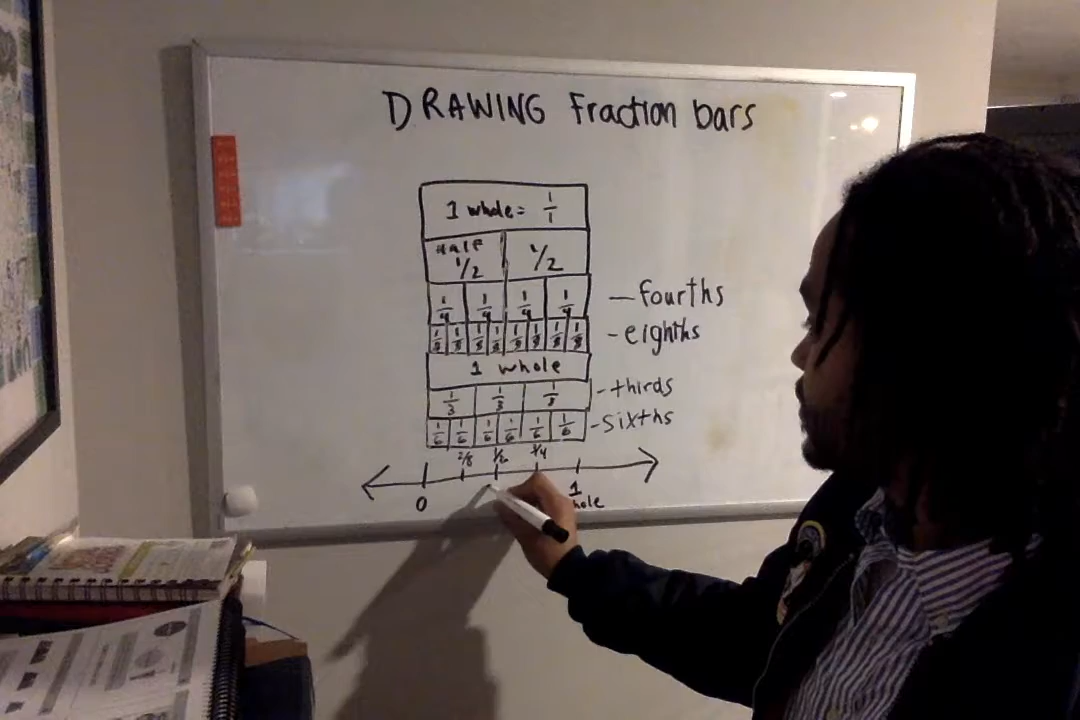 DRAWING Fraction bars
1 whole = 1/1
HALF 1/2 1/2
1/4 1/4 1/4 1/4 - fourths
1/8 1/8 1/8 1/8 1/8 1/8 1/8 1/8 - eighths
1 whole
1/3 1/3 1/3 - thirds
1/6 1/6 1/6 1/6 1/6 1/6 - sixths
2/8 1/2 3/4
0 1
hole